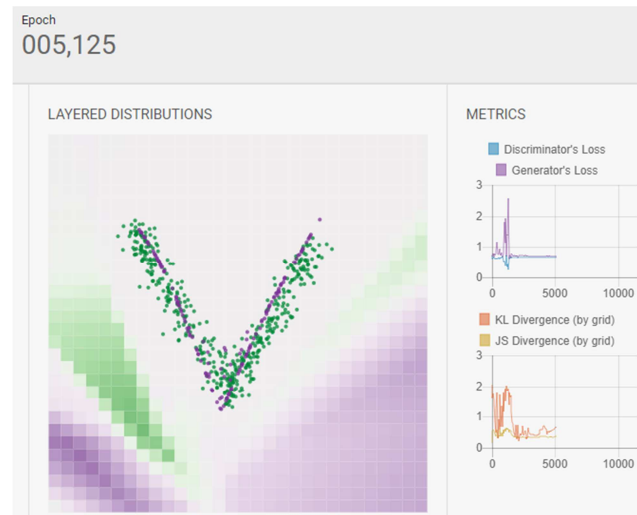 Epoch
005,125
LAYERED DISTRIBUTIONS
METRICS
Discriminator's Loss
Generator's Loss
3
2
1
0
0 5000 10000
KL Divergence (by grid)
JS Divergence (by grid)
3
2
1
0
0 5000 10000